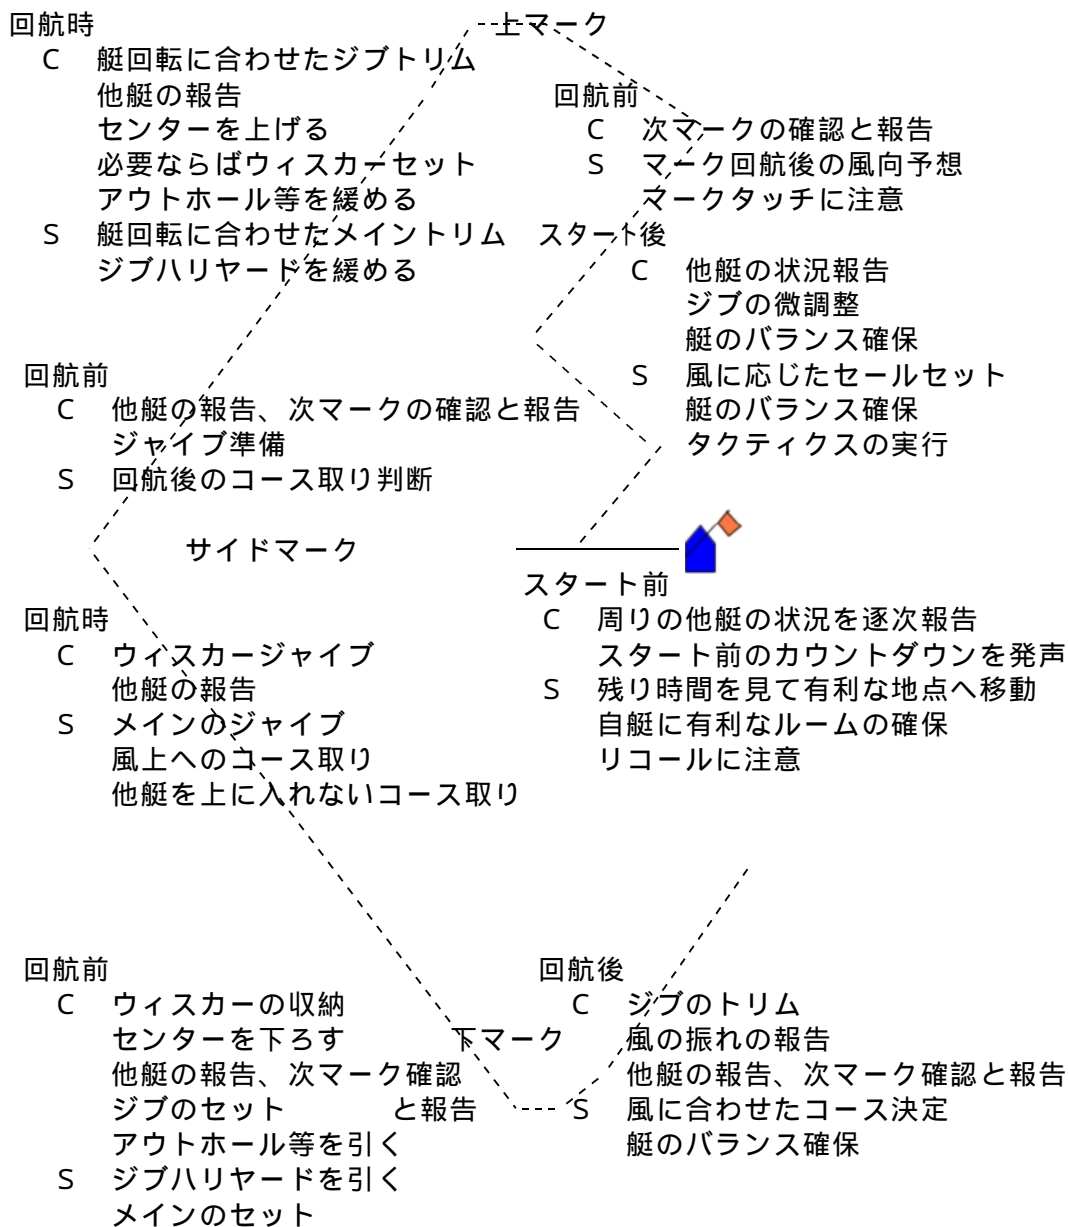 回航時
C 艇回転に合わせたジブトリム
他艇の報告
センターを上げる
必要ならばウィスカーセット
アウトホール等を緩める
S 艇回転に合わせたメイントリム
ジブハリヤードを緩める
上マーク
回航前
C 次マークの確認と報告
S マーク回航後の風向予想
マークタッチに注意
スタート後
C 他艇の状況報告
ジブの微調整
艇のバランス確保
S 風に応じたセールセット
艇のバランス確保
タクティクスの実行
回航前
C 他艇の報告、次マークの確認と報告
ジャイブ準備
S 回航後のコース取り判断
サイドマーク
スタート前
C 周りの他艇の状況を逐次報告
スタート前のカウントダウンを発声
S 残り時間を見て有利な地点へ移動
自艇に有利なルームの確保
リコールに注意
回航時
C ウィスカージャイブ
他艇の報告
S メインのジャイブ
風上へのコース取り
他艇を上に入れないコース取り
回航前
C ウィスカーの収納
センターを下ろす
他艇の報告、次マーク確認
ジブのセット と報告
アウトホール等を引く
S ジブハリヤードを引く
メインのセット
下マーク
回航後
C ジブのトリム
風の振れの報告
他艇の報告、次マーク確認と報告
S 風に合わせたコース決定
艇のバランス確保